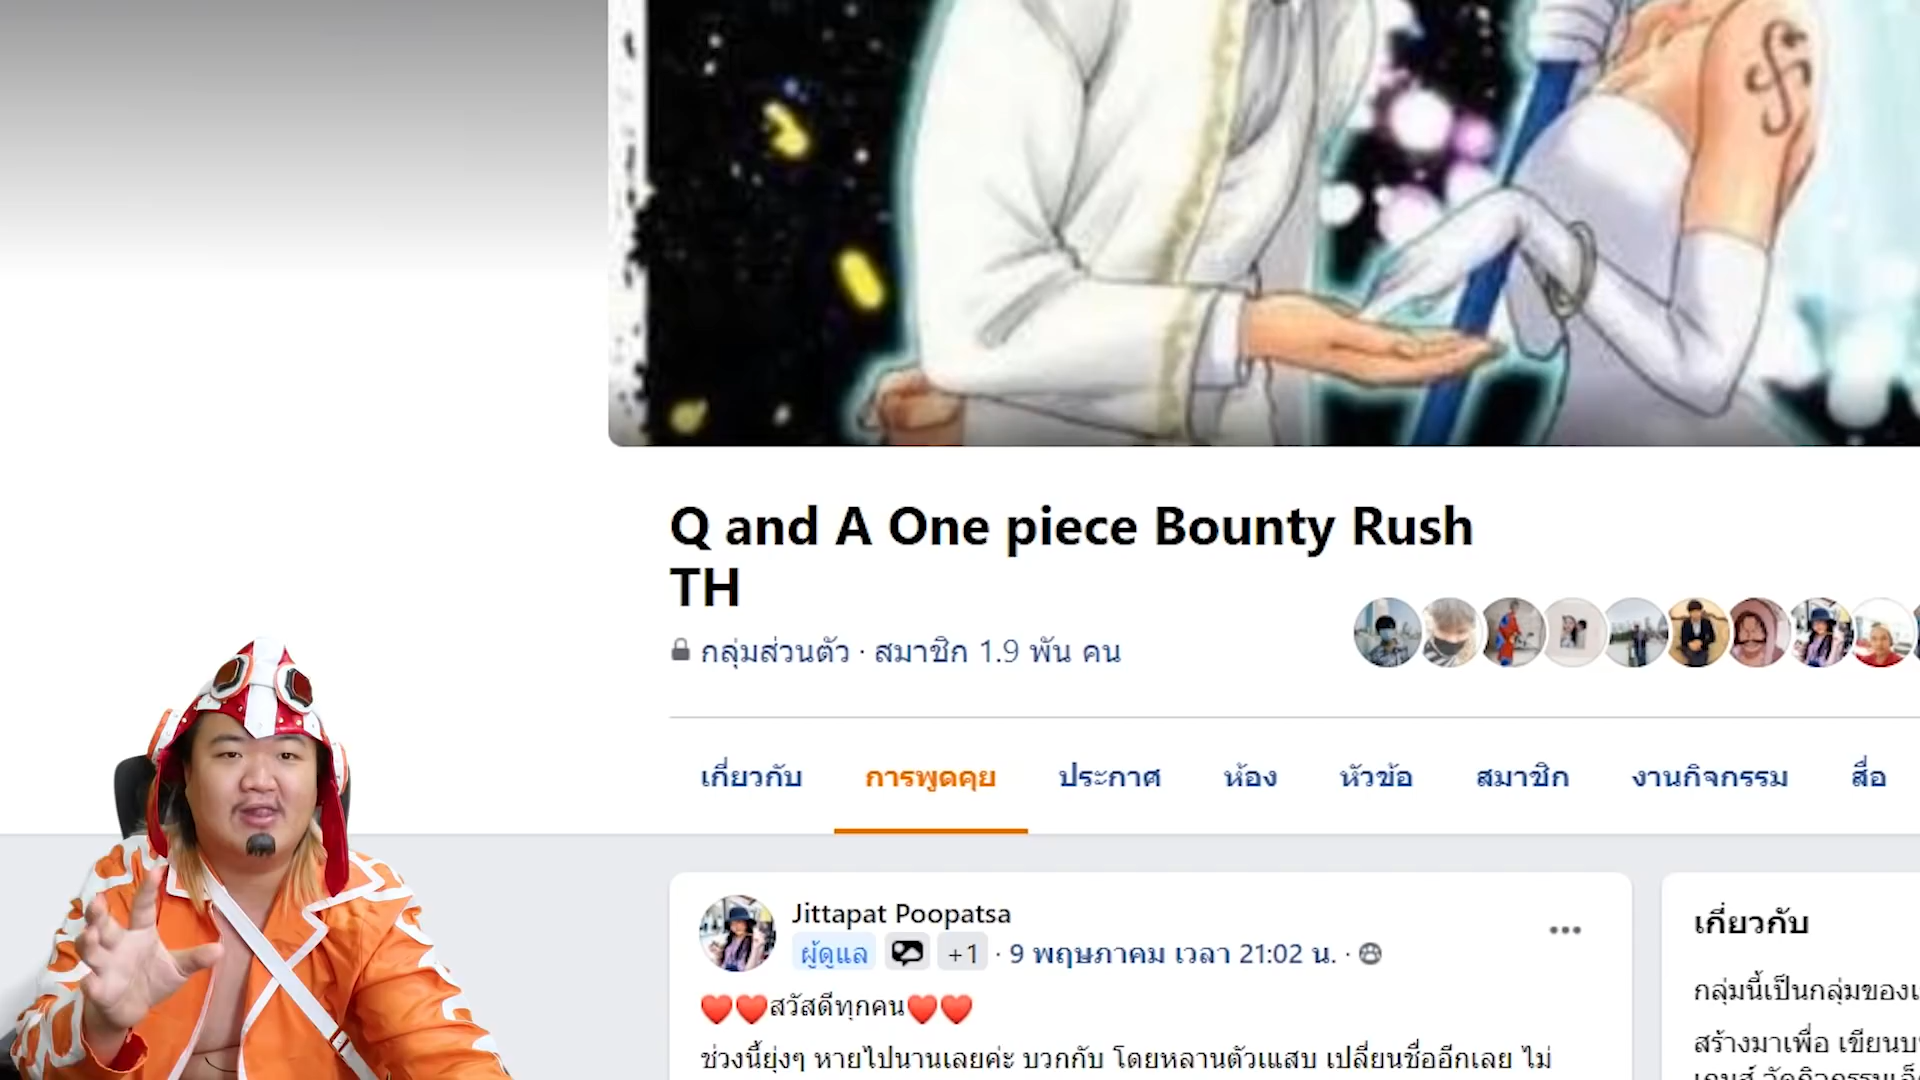 Q and A One piece Bounty Rush
TH
กลุ่มส่วนตัว · สมาชิก 1.9 พัน คน
เกี่ยวกับ การพูดคุย ประกาศ ห้อง หัวข้อ สมาชิก งานกิจกรรม สื่อ
Jittapat Poopatsa
ผู้ดูแล +1 · 9 พฤษภาคม เวลา 21:02 น. ·
❤️❤️สวัสดีทุกคน❤️❤️
ช่วงนี้ยุ่งๆ หายไปนานเลยค่ะ บวกกับ โดยหลานตัวแสบ เปลี่ยนชื่ออีกเลย ไม่
เกี่ยวกับ
กลุ่มนี้เป็นกลุ่มของ
สร้างมาเพื่อ เขียน